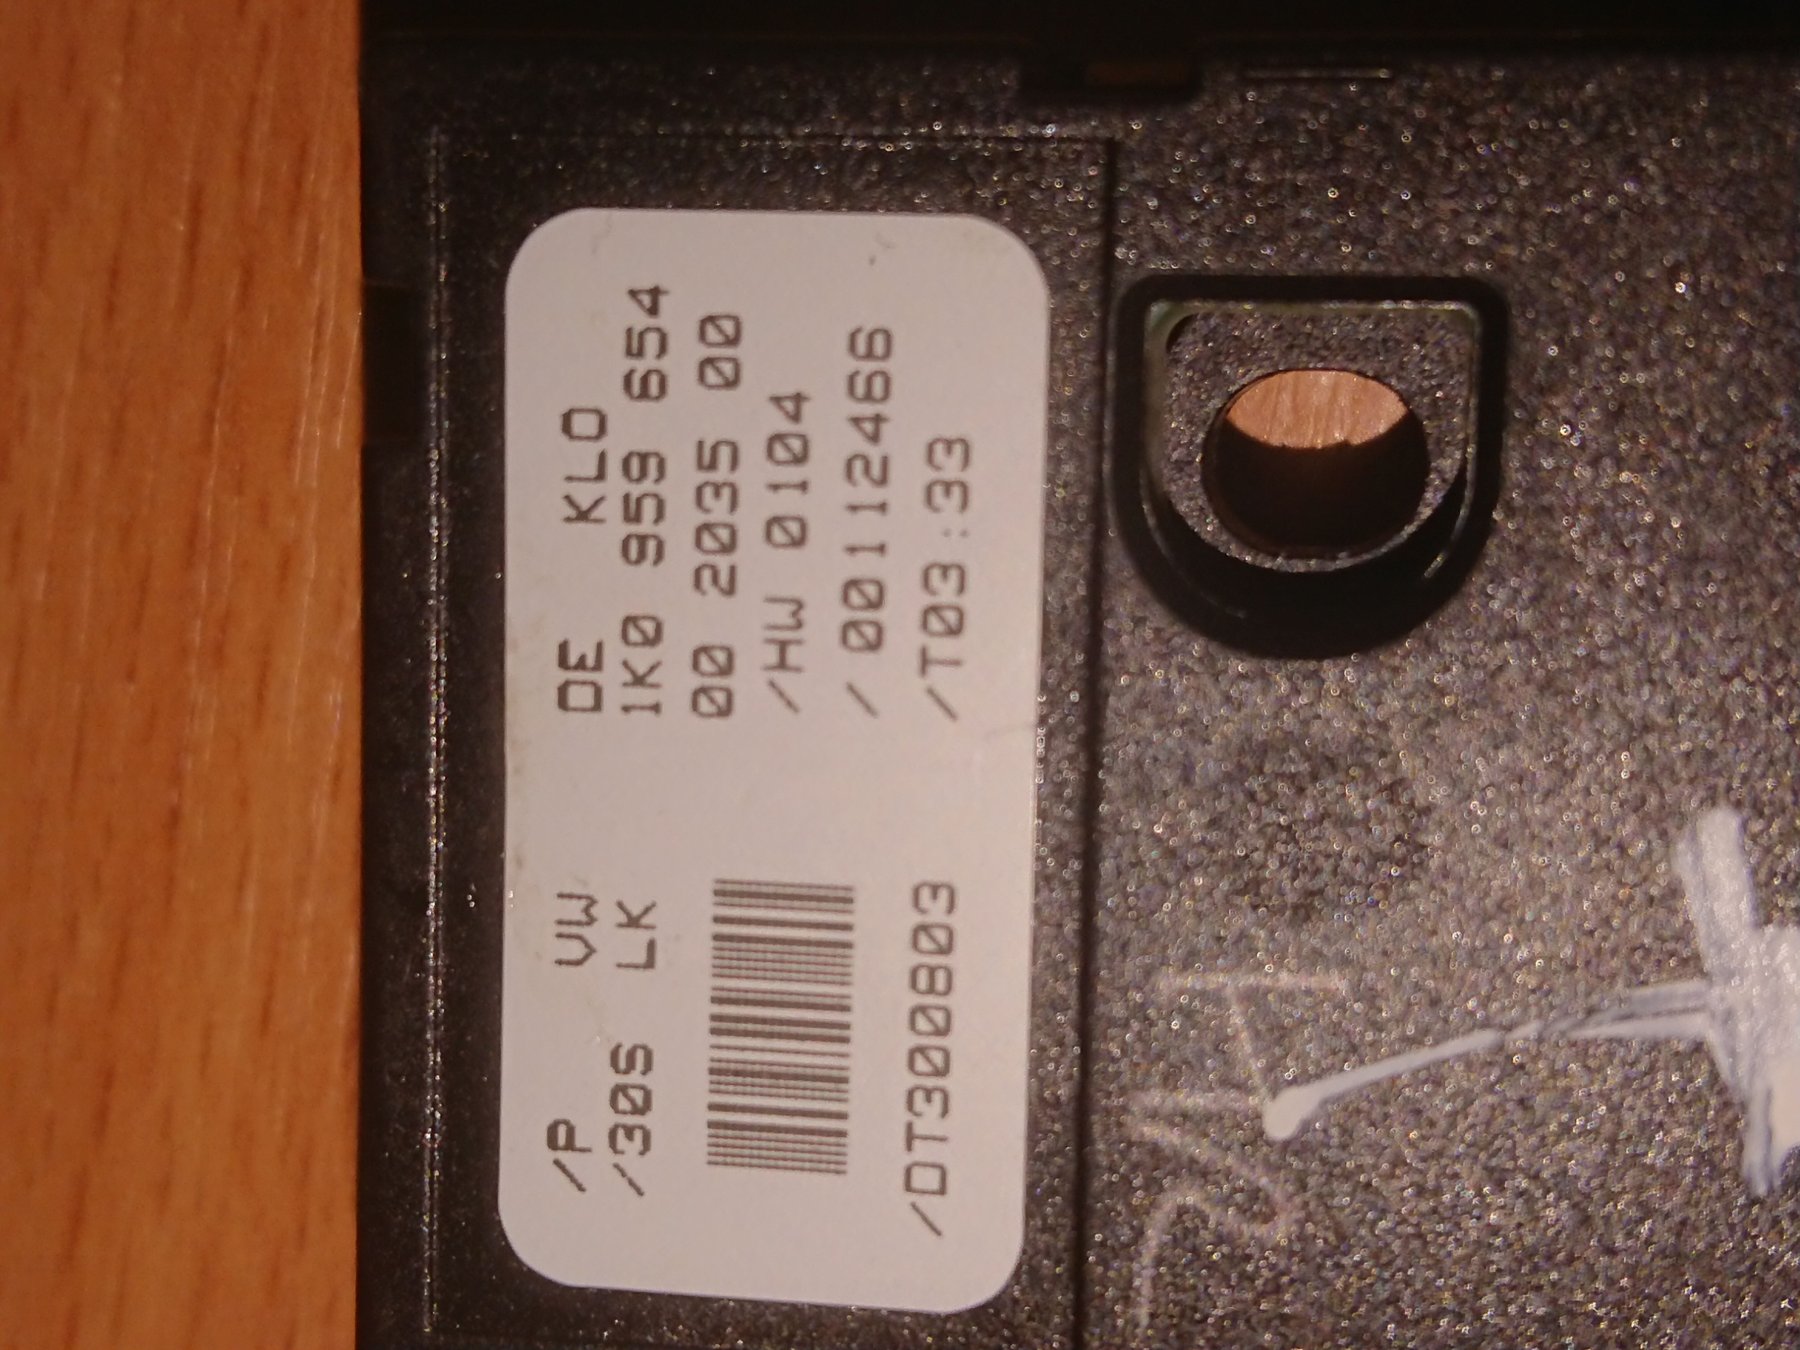 /P VW DE KLO
/30S LK 1K0 959 654
00 2035 00
/HW 0104
/ 00112466
/DT300803 /T03:33